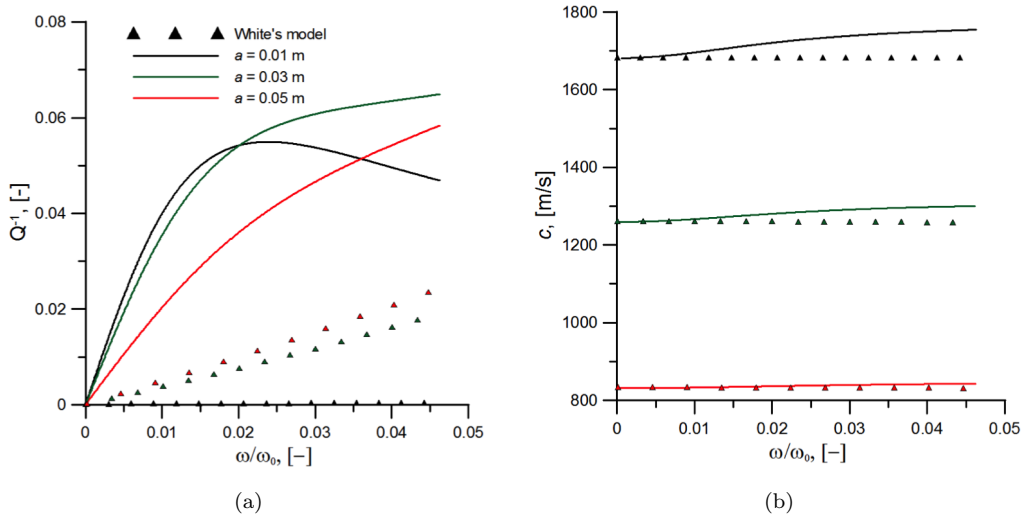 0.08
0.06
0.04
0.02
0
Q⁻¹, [-]
White's model
a = 0.01 m
a = 0.03 m
a = 0.05 m
0 0.01 0.02 0.03 0.04 0.05
ω/ω₀, [−]
(a)
1800
1600
1400
1200
1000
800
c, [m/s]
0 0.01 0.02 0.03 0.04 0.05
ω/ω₀, [−]
(b)